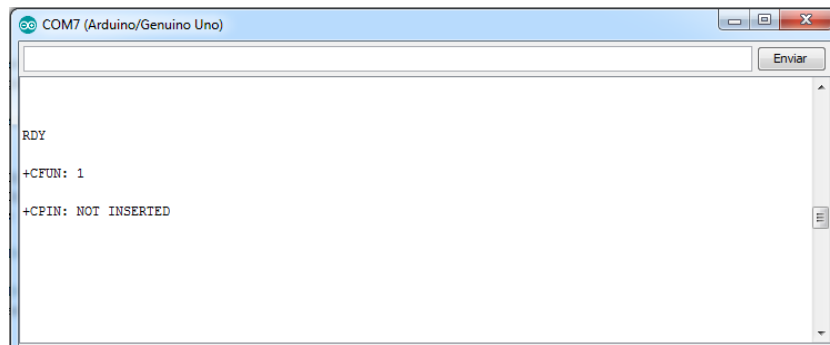 COM7 (Arduino/Genuino Uno)
Enviar
RDY
+CFUN: 1
+CPIN: NOT INSERTED